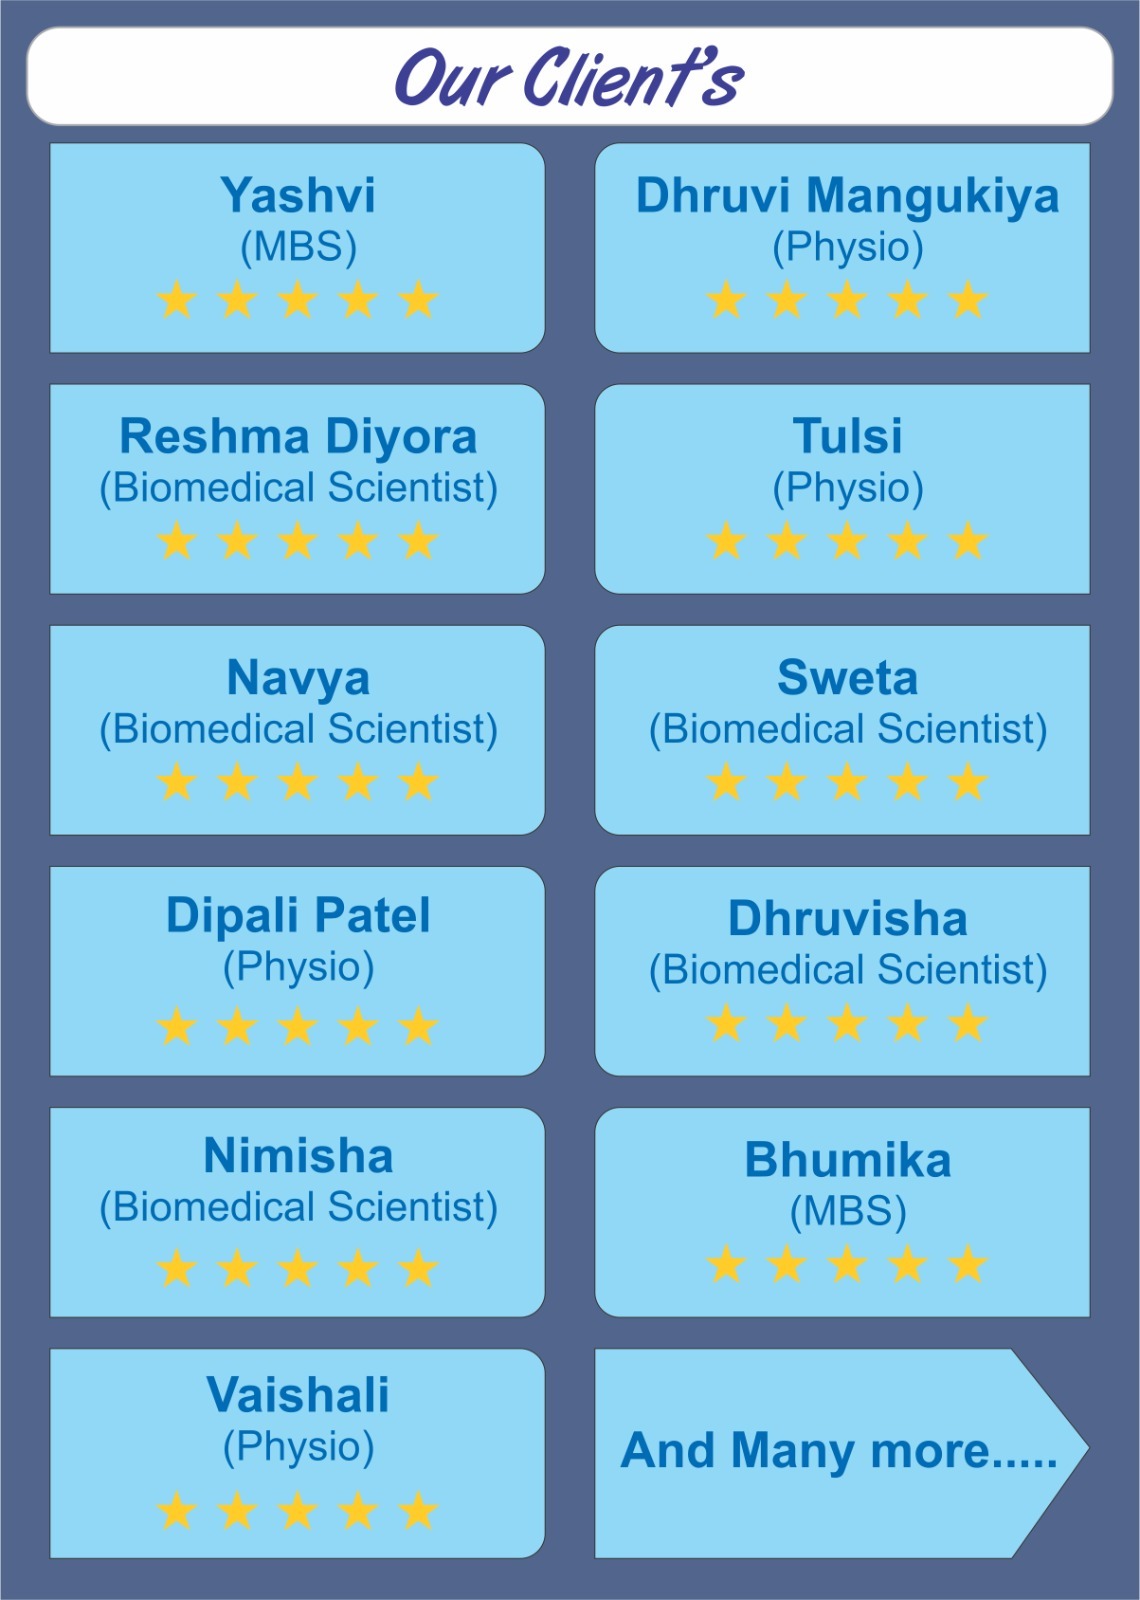 Our Client's
Yashvi
(MBS)
Dhruvi Mangukiya
(Physio)
Reshma Diyora
(Biomedical Scientist)
Tulsi
(Physio)
Navya
(Biomedical Scientist)
Sweta
(Biomedical Scientist)
Dipali Patel
(Physio)
Dhruvisha
(Biomedical Scientist)
Nimisha
(Biomedical Scientist)
Bhumika
(MBS)
Vaishali
(Physio)
And Many more.....